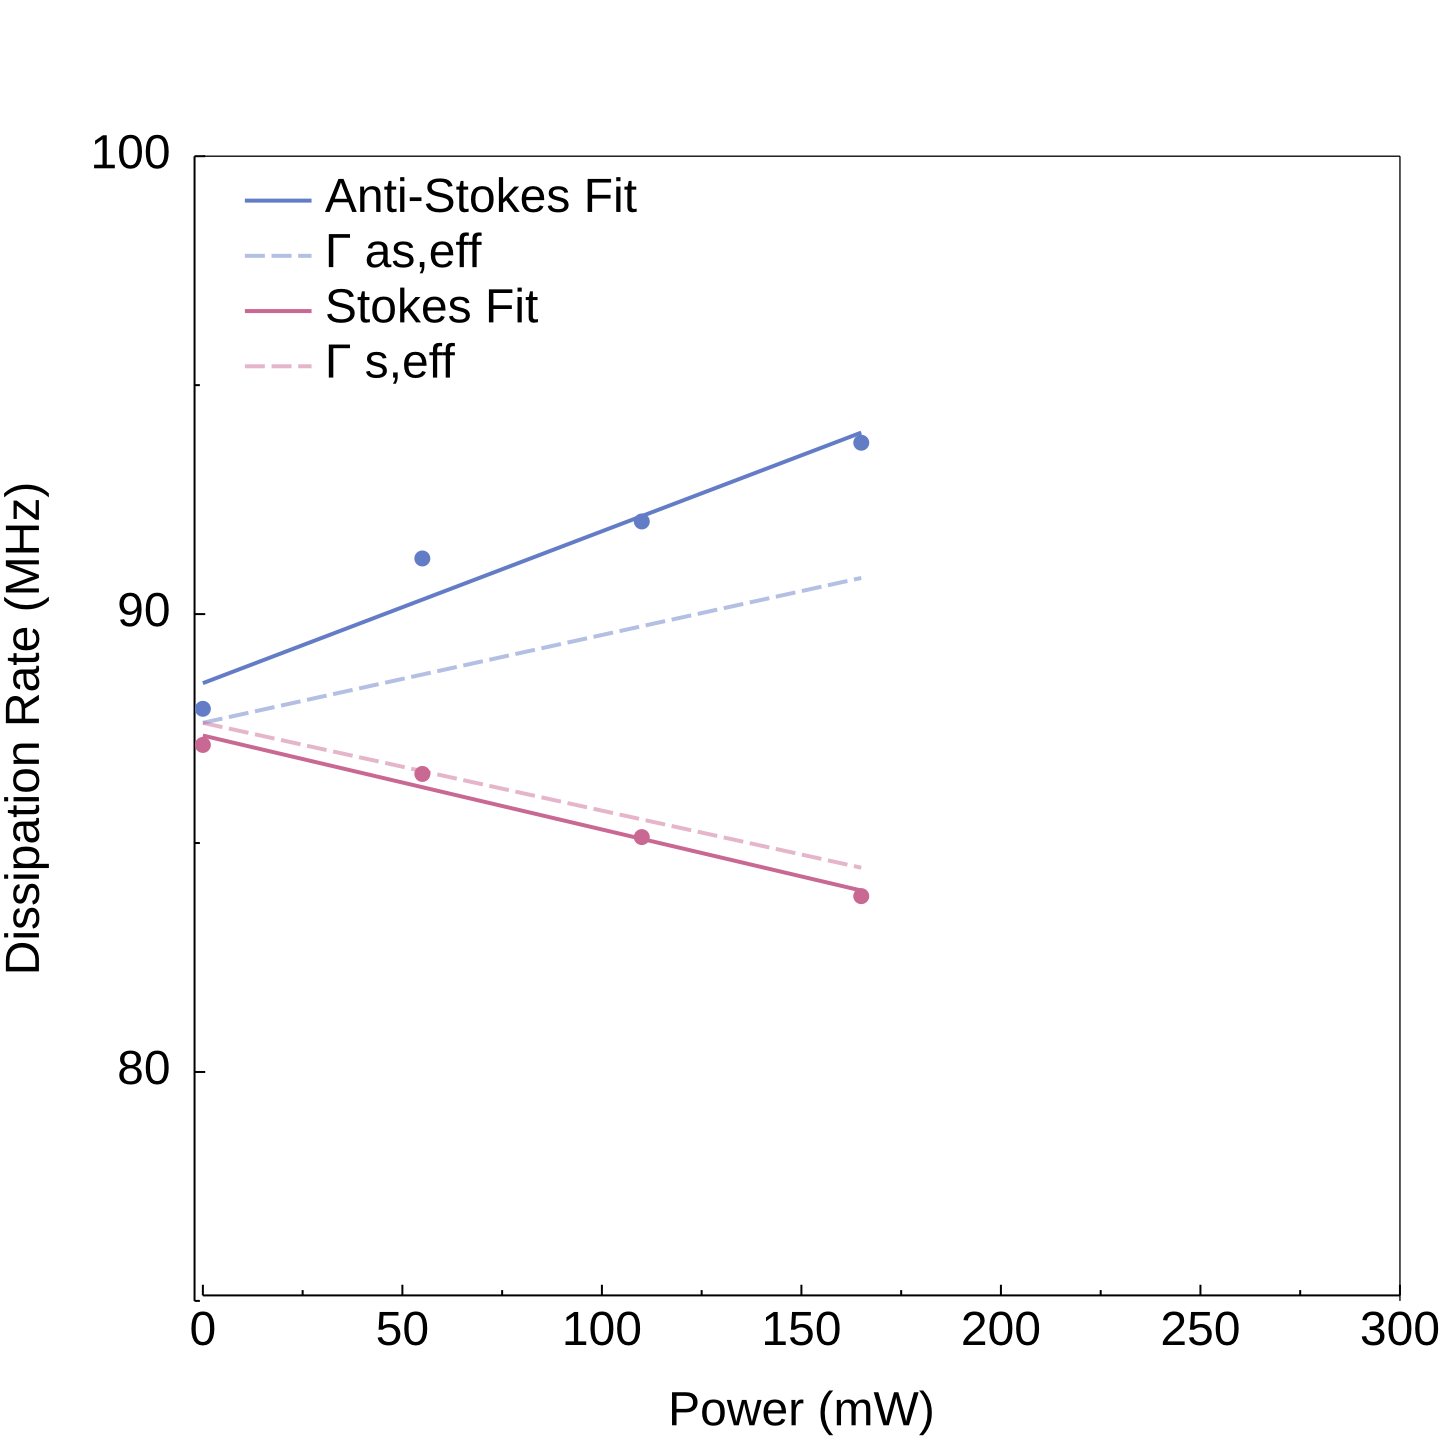 100
Anti-Stokes Fit
Γ as,eff
Stokes Fit
Γ s,eff
90
80
Dissipation Rate (MHz)
0 50 100 150 200 250 300
Power (mW)